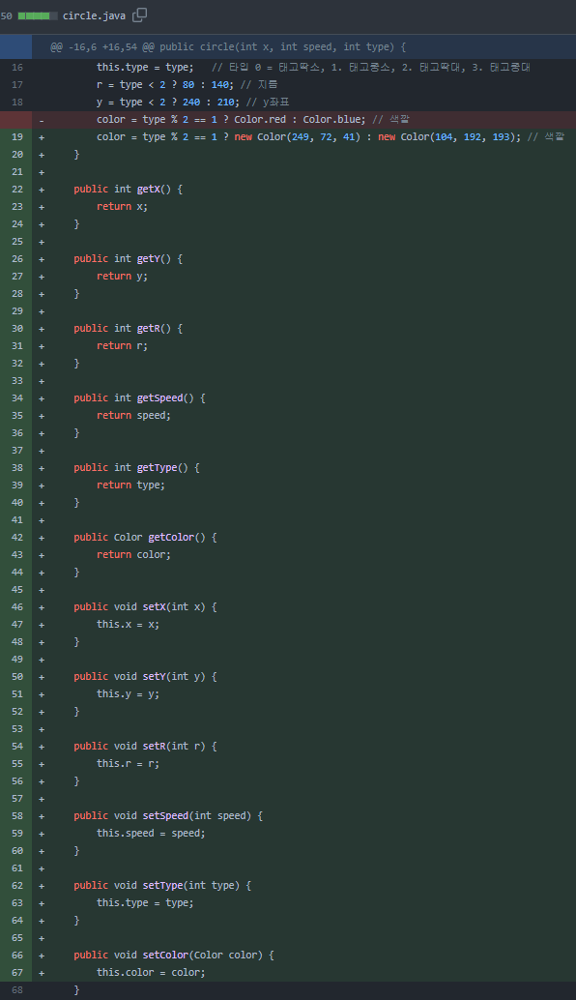 50 circle.java
@@ -16,6 +16,54 @@ public circle(int x, int speed, int type) {
16 this.type = type; // 타입 0 = 태고딱소, 1. 태고쿵소, 2. 태고딱대, 3. 태고쿵대
17 r = type < 2 ? 80 : 140; // 지름
18 y = type < 2 ? 240 : 210; // y좌표
- color = type % 2 == 1 ? Color.red : Color.blue; // 색깔
19 + color = type % 2 == 1 ? new Color(249, 72, 41) : new Color(104, 192, 193); // 색깔
20 + }
21 +
22 + public int getX() {
23 + return x;
24 + }
25 +
26 + public int getY() {
27 + return y;
28 + }
29 +
30 + public int getR() {
31 + return r;
32 + }
33 +
34 + public int getSpeed() {
35 + return speed;
36 + }
37 +
38 + public int getType() {
39 + return type;
40 + }
41 +
42 + public Color getColor() {
43 + return color;
44 + }
45 +
46 + public void setX(int x) {
47 + this.x = x;
48 + }
49 +
50 + public void setY(int y) {
51 + this.y = y;
52 + }
53 +
54 + public void setR(int r) {
55 + this.r = r;
56 + }
57 +
58 + public void setSpeed(int speed) {
59 + this.speed = speed;
60 + }
61 +
62 + public void setType(int type) {
63 + this.type = type;
64 + }
65 +
66 + public void setColor(Color color) {
67 + this.color = color;
68 }